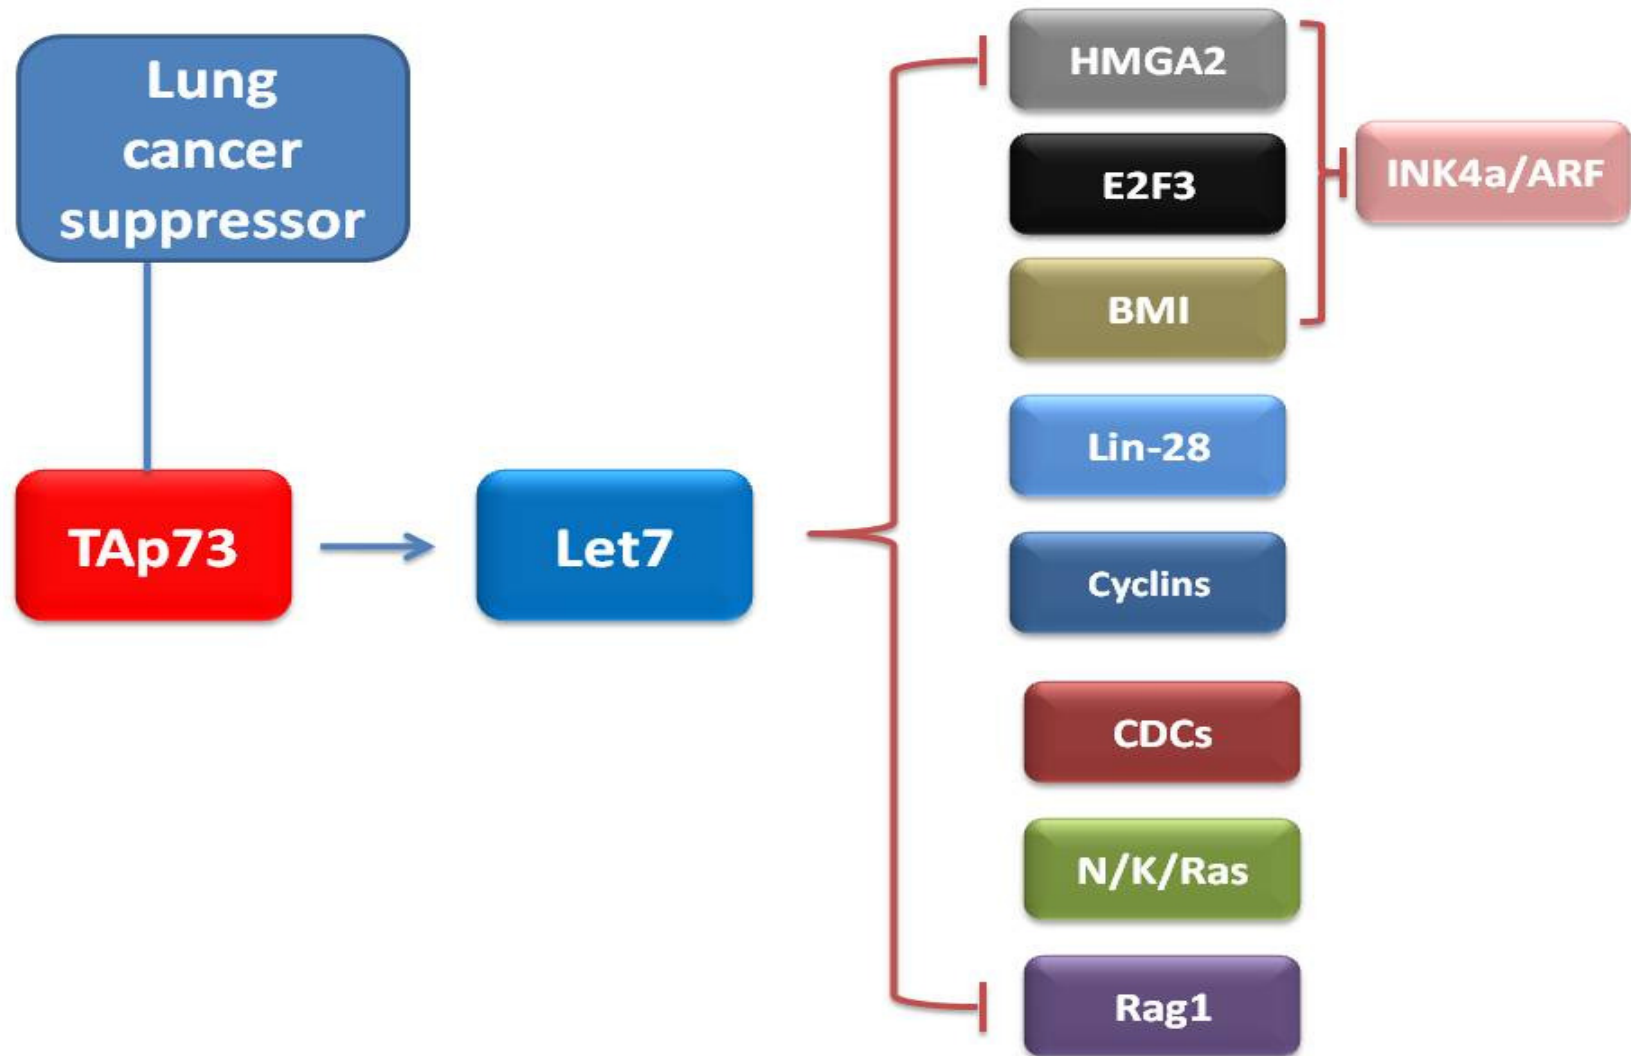 Lung
cancer
suppressor
TAp73
Let7
HMGA2
E2F3
BMI
Lin-28
Cyclins
CDCs
N/K/Ras
Rag1
INK4a/ARF